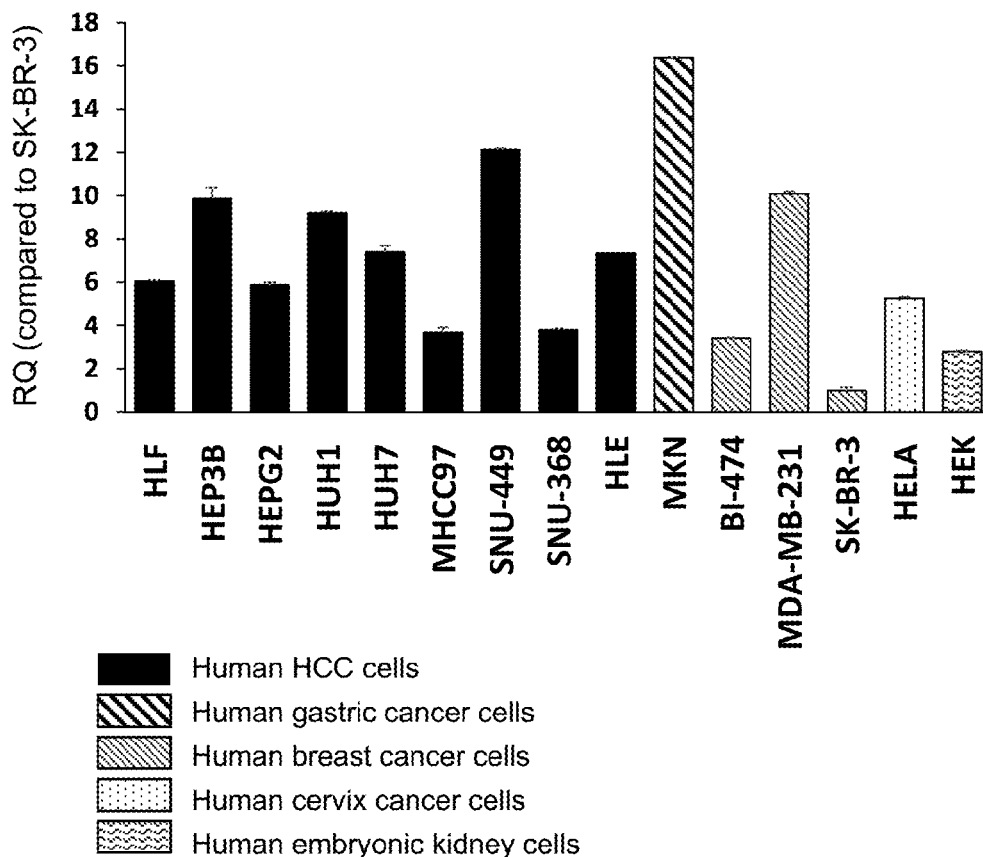 RQ (compared to SK-BR-3)
18
16
14
12
10
8
6
4
2
0
HLF
HEP3B
HEPG2
HUH1
HUH7
MHCC97
SNU-449
SNU-368
HLE
MKN
BI-474
MDA-MB-231
SK-BR-3
HELA
HEK
Human HCC cells
Human gastric cancer cells
Human breast cancer cells
Human cervix cancer cells
Human embryonic kidney cells